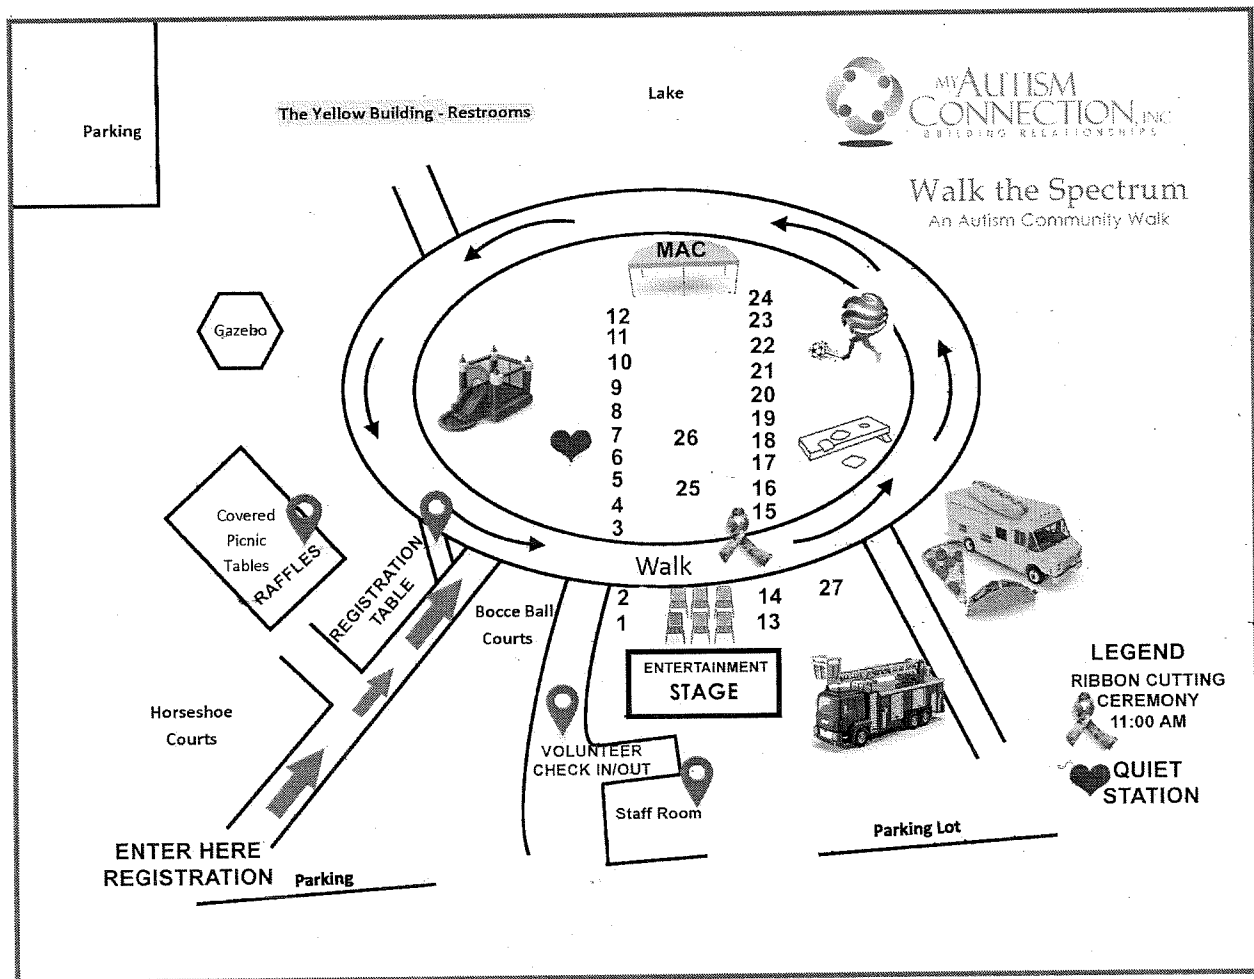 MY AUTISM
CONNECTION, INC
BUILDING RELATIONSHIPS
Walk the Spectrum
An Autism Community Walk
Lake
The Yellow Building - Restrooms
Parking
MAC
24
12
23
11
22
10
21
9
20
8
19
7
26
18
6
17
5
25
16
4
15
3
Gazebo
Covered
Picnic
Tables
RAFFLES
REGISTRATION
TABLE
Walk
Bocce Ball
Courts
2
14
27
1
13
ENTERTAINMENT
STAGE
Horseshoe
Courts
VOLUNTEER
CHECK IN/OUT
Staff Room
Parking Lot
ENTER HERE
REGISTRATION
Parking
LEGEND
RIBBON CUTTING
CEREMONY
11:00 AM
QUIET
STATION